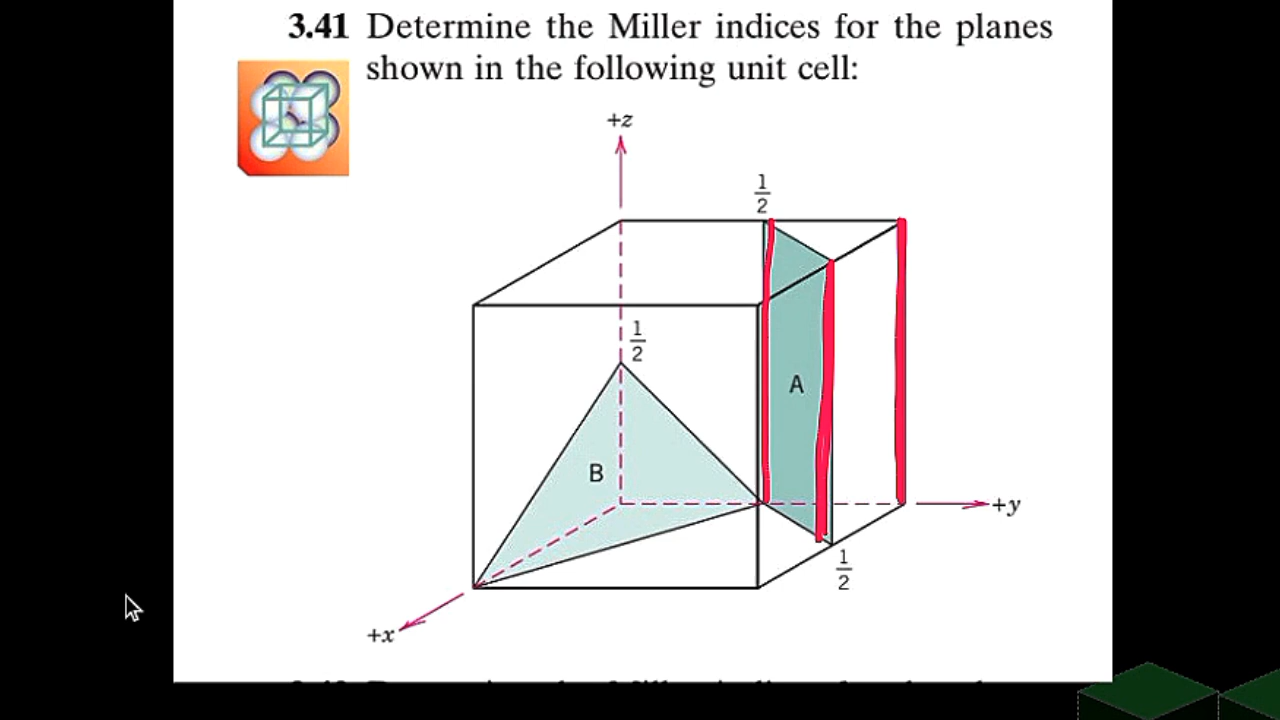 3.41 Determine the Miller indices for the planes
shown in the following unit cell:
+z
1
2
1
2
A
B
+y
1
2
+x